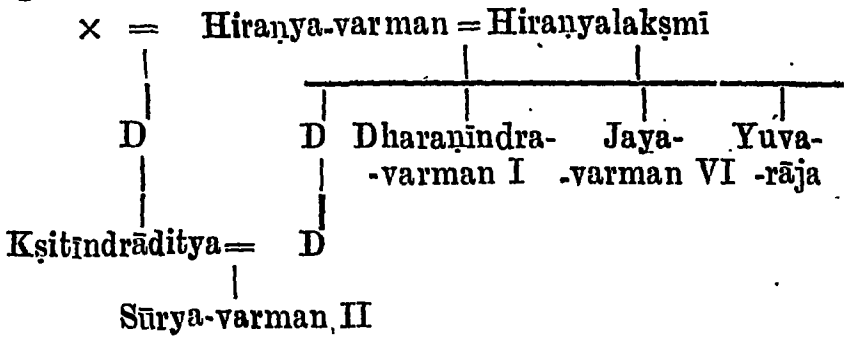 × = Hiraṇya-varman = Hiraṇyalakṣmī
D D Dharaṇīndra- Jaya- Yuva-
-varman I -varman VI -rāja
Kṣitīndrāditya = D
Sūrya-varman II